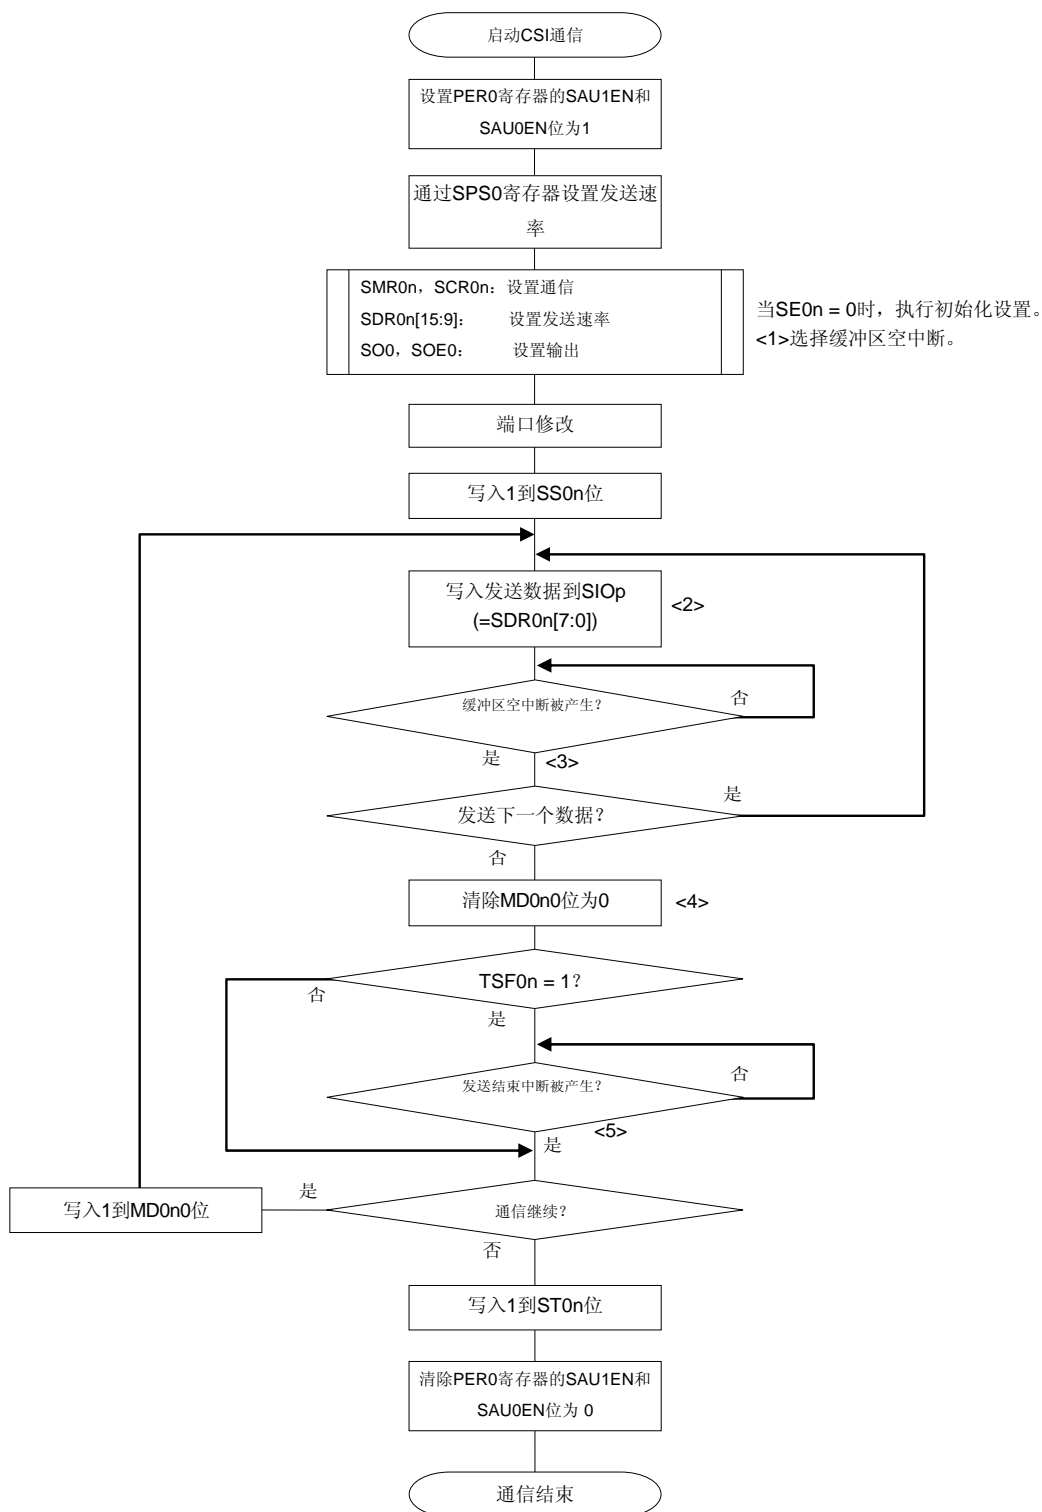 启动CSI通信
设置PER0寄存器的SAU1EN和
SAU0EN位为1
通过SPS0寄存器设置发送速
率
SMR0n，SCR0n：设置通信
SDR0n[15:9]： 设置发送速率
SO0，SOE0： 设置输出
当SE0n = 0时，执行初始化设置。
<1>选择缓冲区空中断。
端口修改
写入1到SS0n位
写入发送数据到SIOp
(=SDR0n[7:0])
<2>
缓冲区空中断被产生？
否
是
<3>
发送下一个数据？
是
否
清除MD0n0位为0
<4>
TSF0n = 1？
否
是
发送结束中断被产生？
否
<5>
是
写入1到MD0n0位
是
通信继续？
否
写入1到ST0n位
清除PER0寄存器的SAU1EN和
SAU0EN位为 0
通信结束